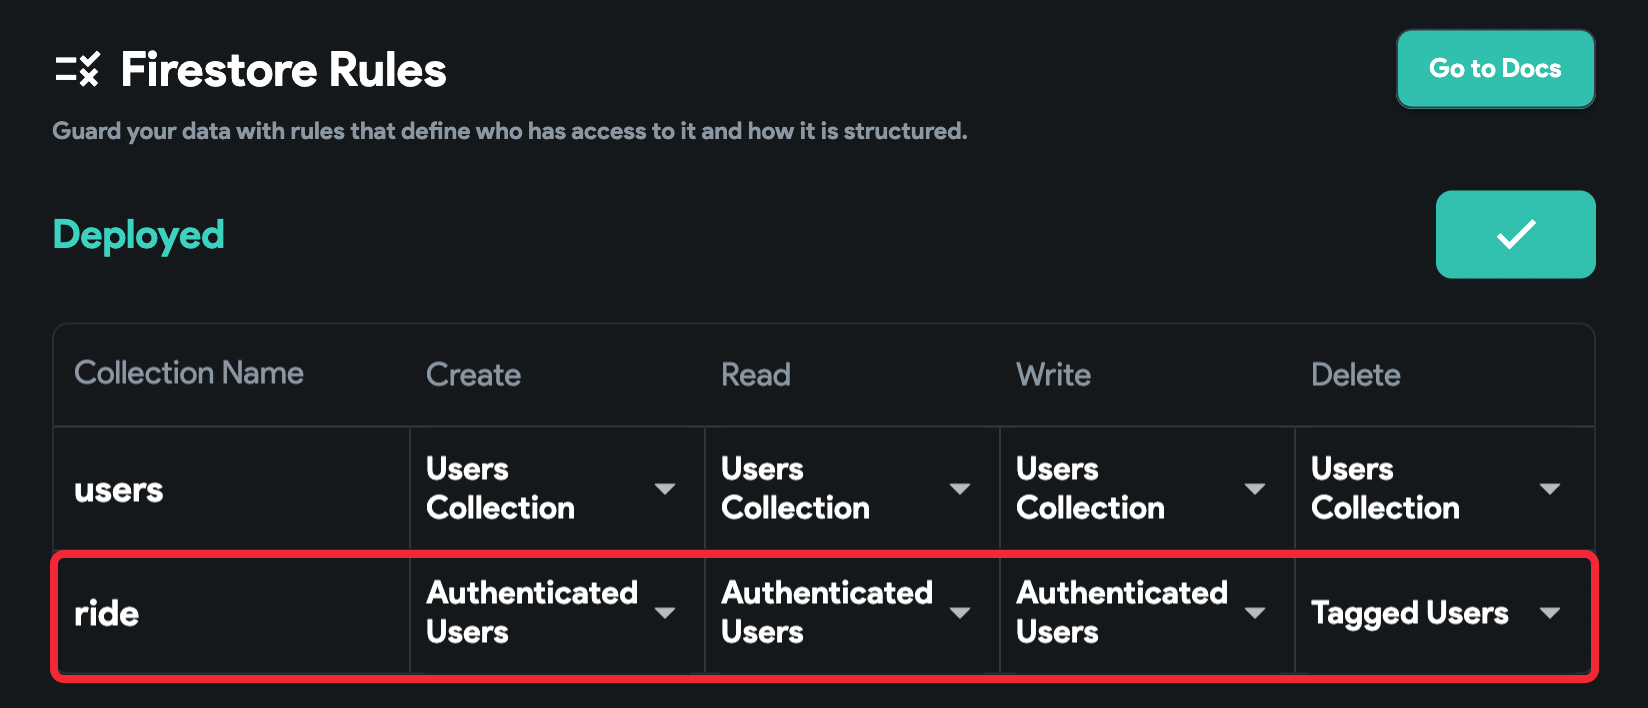 Firestore Rules
Go to Docs
Guard your data with rules that define who has access to it and how it is structured.
Deployed
Collection Name Create Read Write Delete
users
Users Collection
Users Collection
Users Collection
Users Collection
ride
Authenticated Users
Authenticated Users
Authenticated Users
Tagged Users